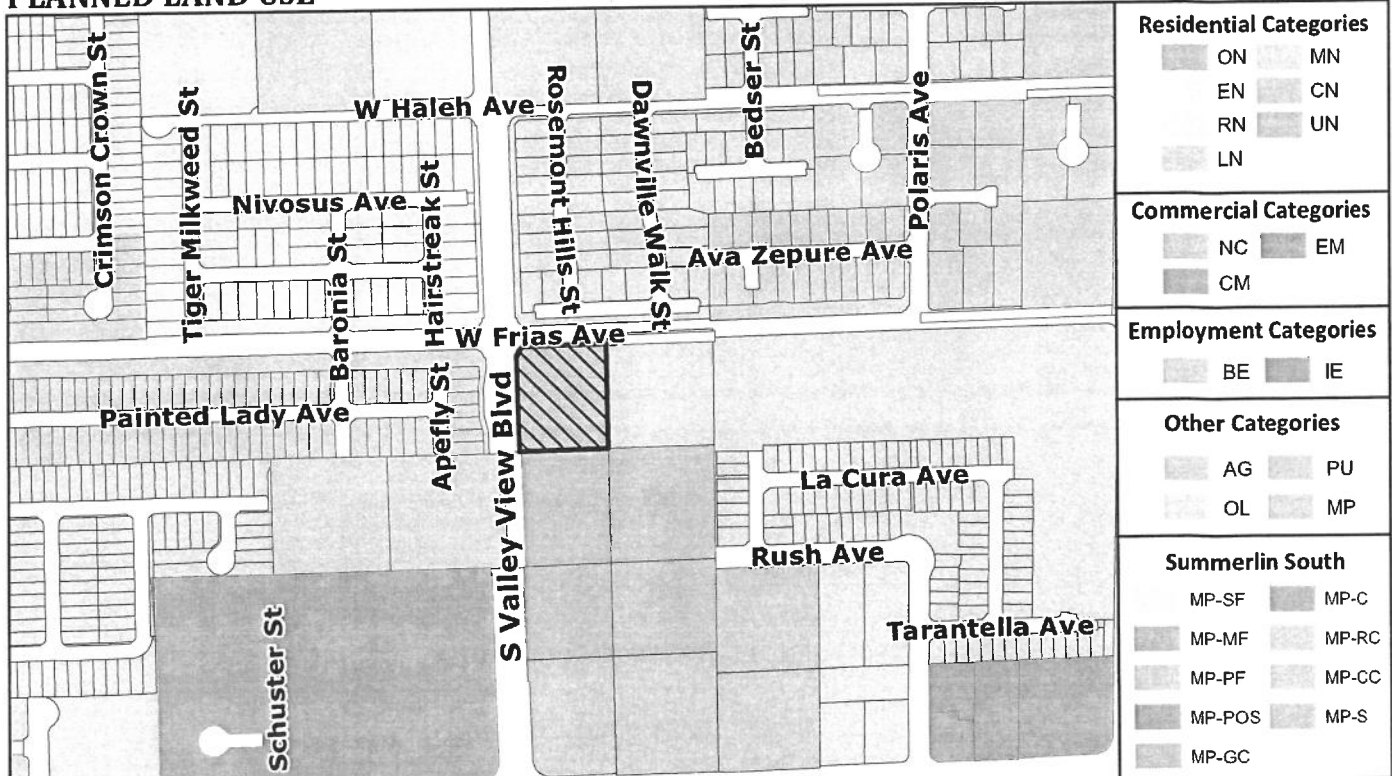 PLANNED LAND USE
Crimson Crown St
Tiger Milkweed St
W Haleh Ave
Nivosus Ave
Baronia St
Hairstreak St
Rosemont Hills St
Dawnville Walk St
Bedser St
Polaris Ave
Ava Zepure Ave
W Frias Ave
Painted Lady Ave
Apefly St
S Valley View Blvd
La Cura Ave
Rush Ave
Tarantella Ave
Schuster St
Residential Categories
ON MN
EN CN
RN UN
LN
Commercial Categories
NC EM
CM
Employment Categories
BE IE
Other Categories
AG PU
OL MP
Summerlin South
MP-SF MP-C
MP-MF MP-RC
MP-PF MP-CC
MP-POS MP-S
MP-GC